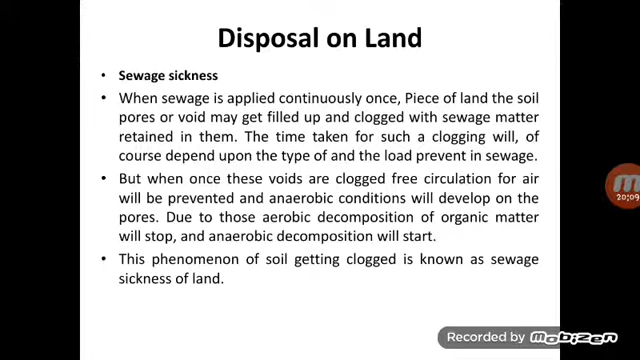 Disposal on Land
• Sewage sickness
• When sewage is applied continuously once, Piece of land the soil
pores or void may get filled up and clogged with sewage matter
retained in them. The time taken for such a clogging will, of
course depend upon the type of and the load prevent in sewage.
• But when once these voids are clogged free circulation for air
will be prevented and anaerobic conditions will develop on the
pores. Due to those aerobic decomposition of organic matter
will stop, and anaerobic decomposition will start.
• This phenomenon of soil getting clogged is known as sewage
sickness of land.
20:09
Recorded by mobizen